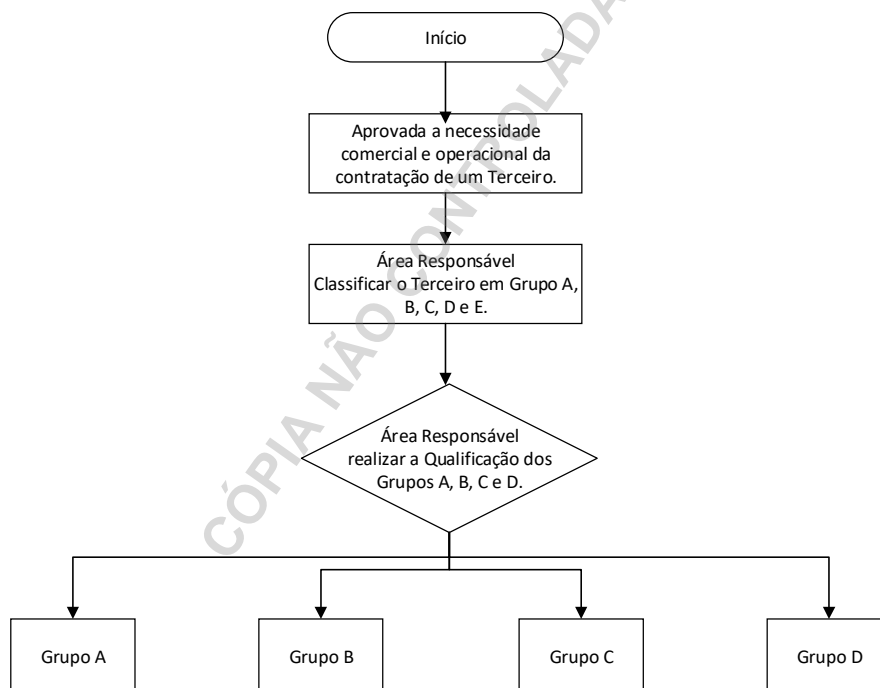 Início
Aprovada a necessidade
comercial e operacional da
contratação de um Terceiro.
Área Responsável
Classificar o Terceiro em Grupo A,
B, C, D e E.
Área Responsável
realizar a Qualificação dos
Grupos A, B, C e D.
Grupo A
Grupo B
Grupo C
Grupo D
CÓPIA NÃO CONTROLADA